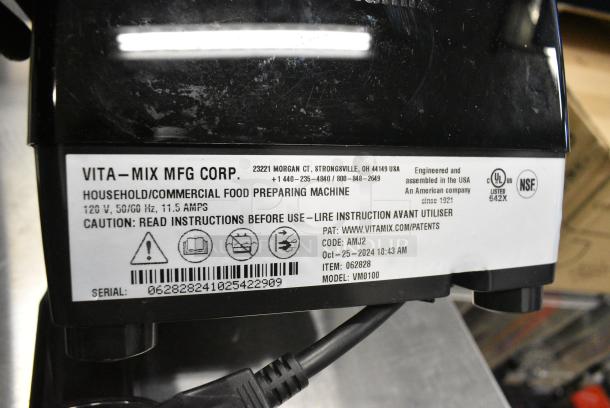 VITA-MIX MFG CORP.
23221 MORGAN CT, STRONGSVILLE, OH 44149 USA
+1 440-235-4840 / 800-848-2649
HOUSEHOLD/COMMERCIAL FOOD PREPARING MACHINE
120 V, 50/60 Hz, 11.5 AMPS
Engineered and
assembled in the USA
An American company
since 1921
C UL US
LISTED
642X
NSF
CAUTION: READ INSTRUCTIONS BEFORE USE-LIRE INSTRUCTION AVANT UTILISER
PAT: WWW.VITAMIX.COM/PATENTS
CODE: AMJ2
Oct-25-2024 10:43 AM
ITEM: 062828
MODEL: VM0100
SERIAL: 062828241025422909